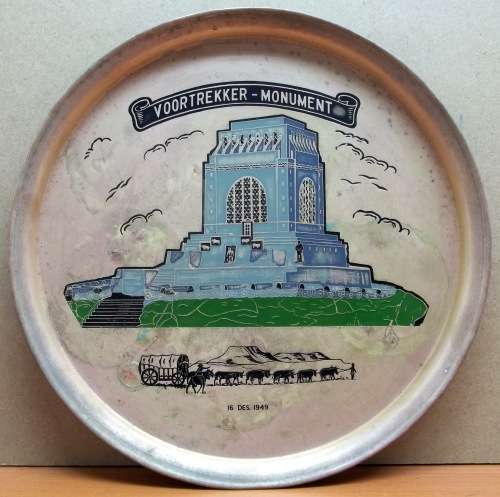 VOORTREKKER - MONUMENT
16 DES. 1949